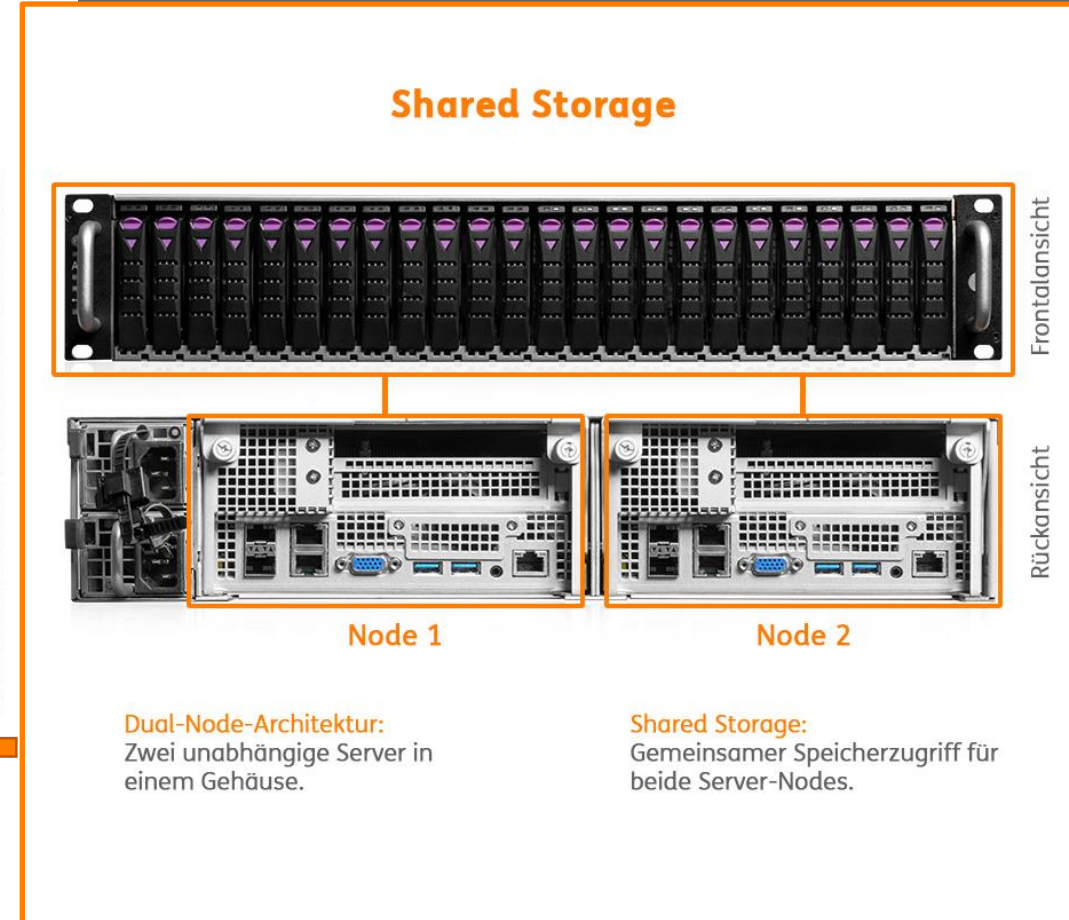 Shared Storage
Frontalansicht
Rückansicht
Node 1
Node 2
Dual-Node-Architektur:
Zwei unabhängige Server in
einem Gehäuse.
Shared Storage:
Gemeinsamer Speicherzugriff für
beide Server-Nodes.